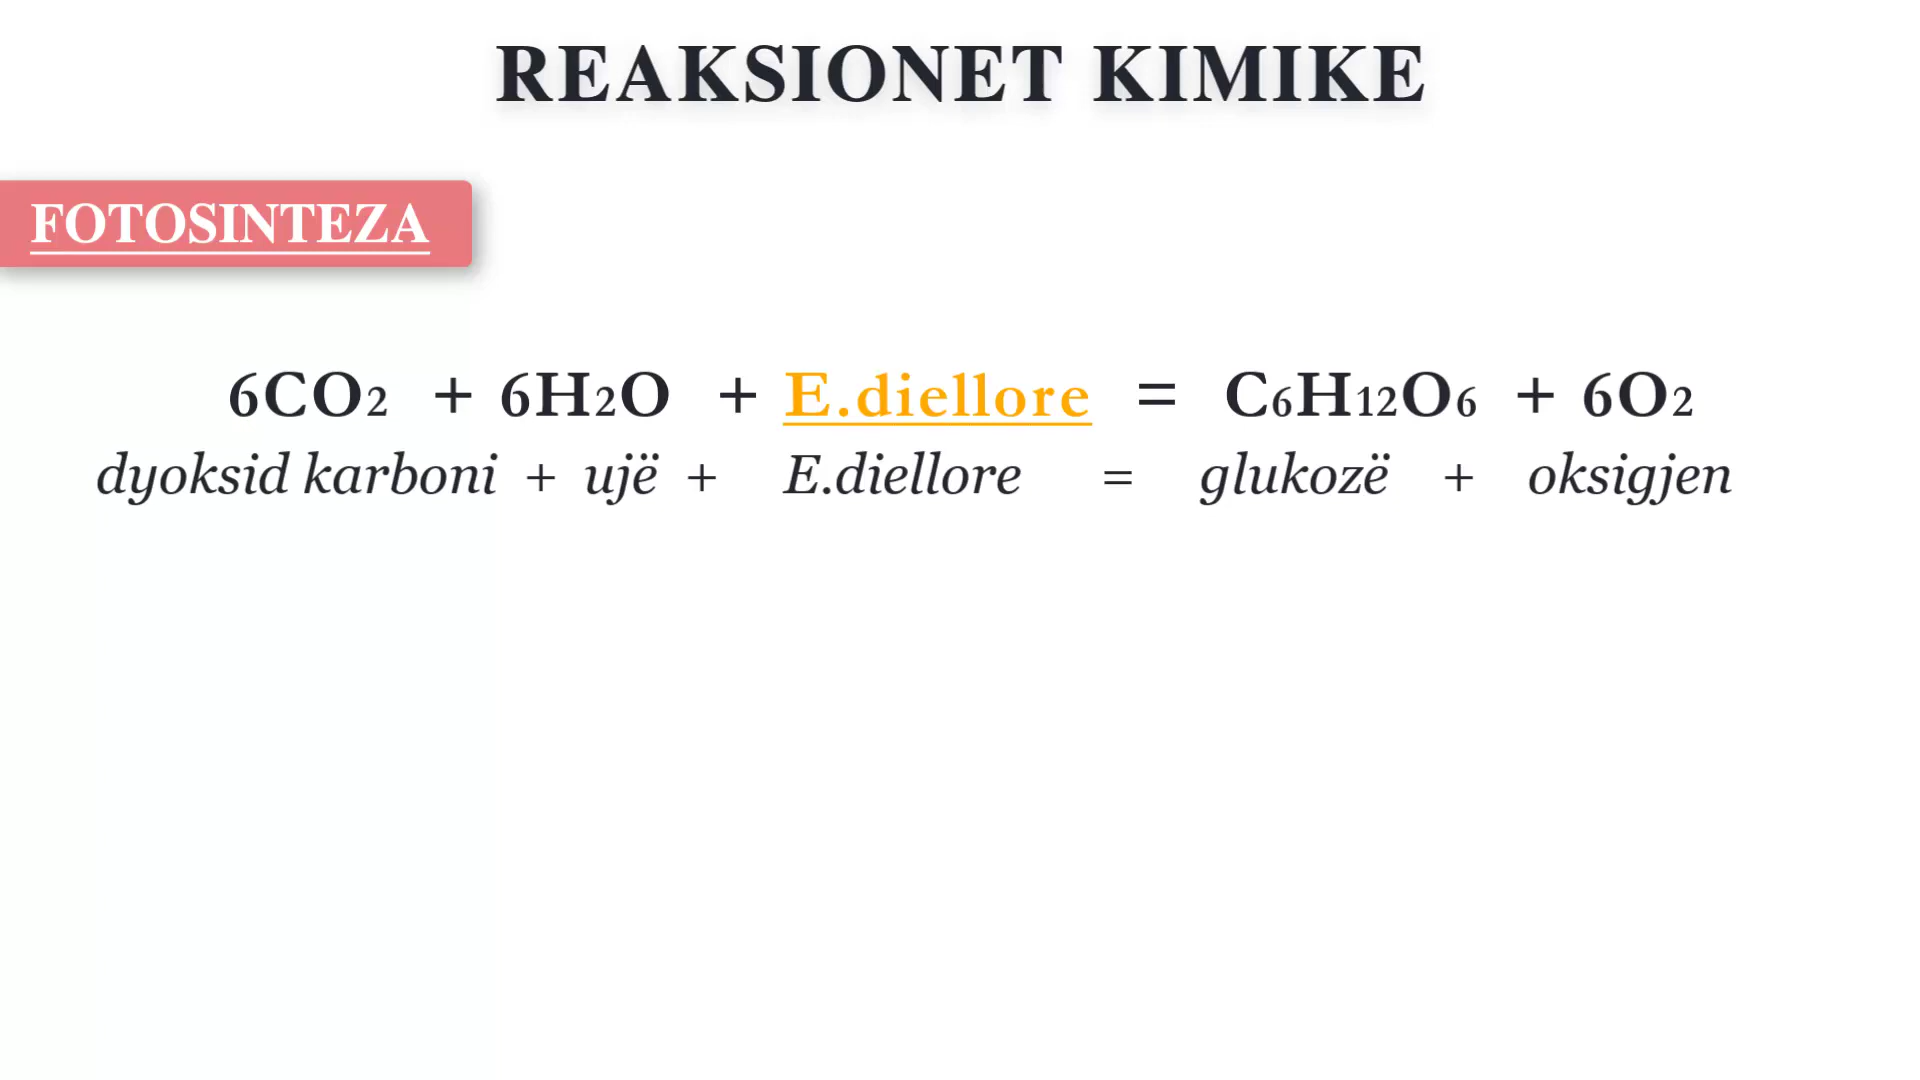 REAKSIONET KIMIKE
FOTOSINTEZA
6CO₂ + 6H₂O + E.diellore = C₆H₁₂O₆ + 6O₂
dyoksid karboni + ujë + E.diellore = glukozë + oksigjen